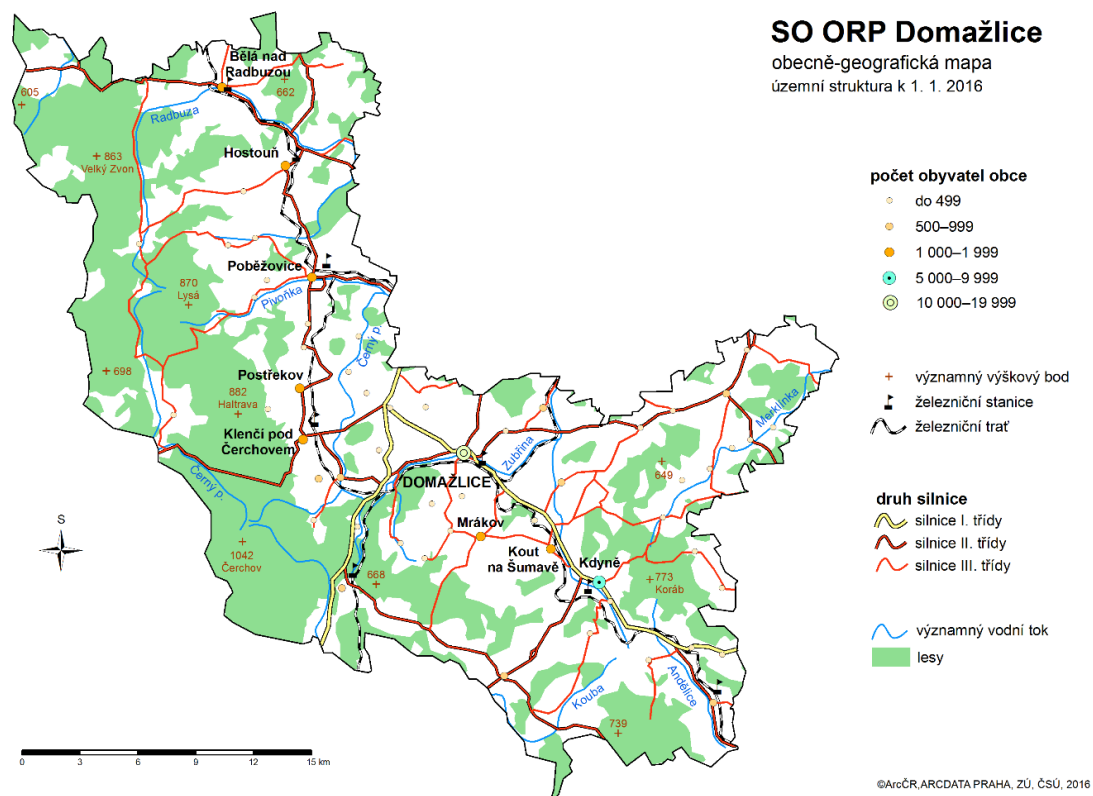 SO ORP Domažlice
obecně-geografická mapa
územní struktura k 1. 1. 2016
počet obyvatel obce
do 499
500–999
1 000–1 999
5 000–9 999
10 000–19 999
významný výškový bod
železniční stanice
železniční trať
druh silnice
silnice I. třídy
silnice II. třídy
silnice III. třídy
významný vodní tok
lesy
Bělá nad
Radbuzou
605
662
Radbuza
863
Velký Zvon
Hostouň
Poběžovice
870
Lysá
Pivoňka
Černý p.
698
Postřekov
882
Haltrava
Klenčí pod
Čerchovem
Merklínka
Zubřina
649
DOMAŽLICE
Černý p.
Mrákov
Kout
na Šumavě
Kdyně
S
1042
Čerchov
668
773
Koráb
Kouba
Andělice
739
0 3 6 9 12 15 km
©ArcČR,ARCDATA PRAHA, ZÚ, ČSÚ, 2016